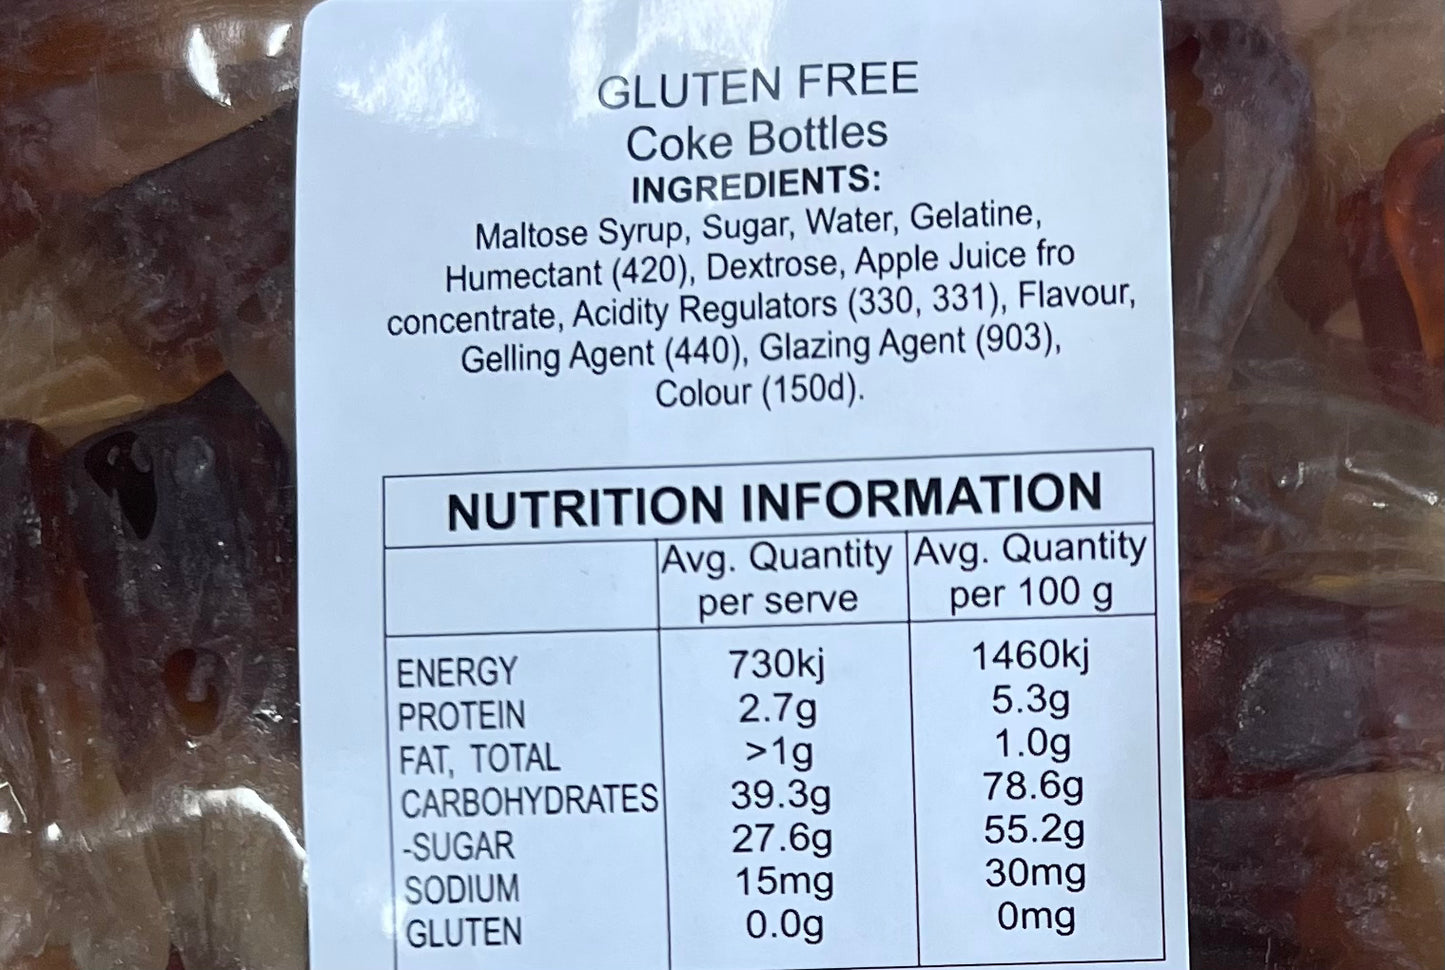 GLUTEN FREE
Coke Bottles
INGREDIENTS:
Maltose Syrup, Sugar, Water, Gelatine,
Humectant (420), Dextrose, Apple Juice fro
concentrate, Acidity Regulators (330, 331), Flavour,
Gelling Agent (440), Glazing Agent (903),
Colour (150d).
NUTRITION INFORMATION
Avg. Quantity per serve Avg. Quantity per 100 g
ENERGY 730kj 1460kj
PROTEIN 2.7g 5.3g
FAT, TOTAL >1g 1.0g
CARBOHYDRATES 39.3g 78.6g
-SUGAR 27.6g 55.2g
SODIUM 15mg 30mg
GLUTEN 0.0g 0mg